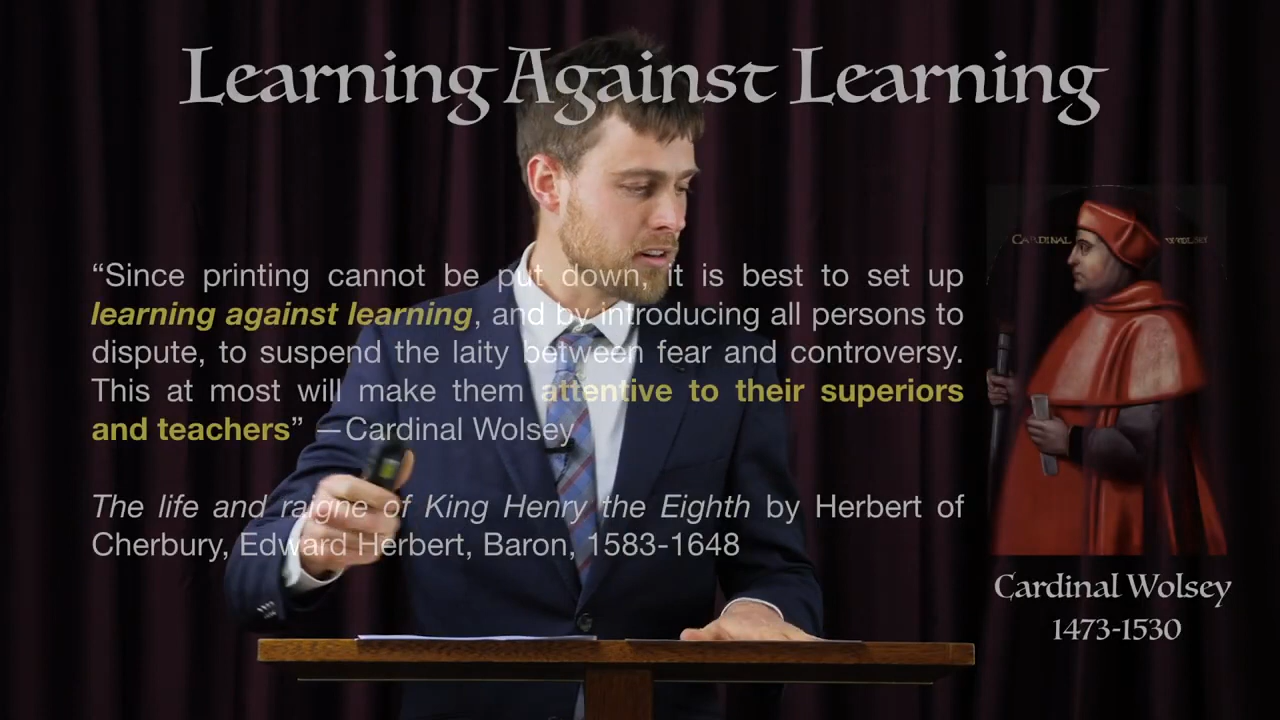 Learning Against Learning
CARDINAL WOLSEY
“Since printing cannot be put down, it is best to set up
learning against learning, and by introducing all persons to
dispute, to suspend the laity between fear and controversy.
This at most will make them attentive to their superiors
and teachers” —Cardinal Wolsey
The life and raigne of King Henry the Eighth by Herbert of
Cherbury, Edward Herbert, Baron, 1583-1648
Cardinal Wolsey
1473-1530